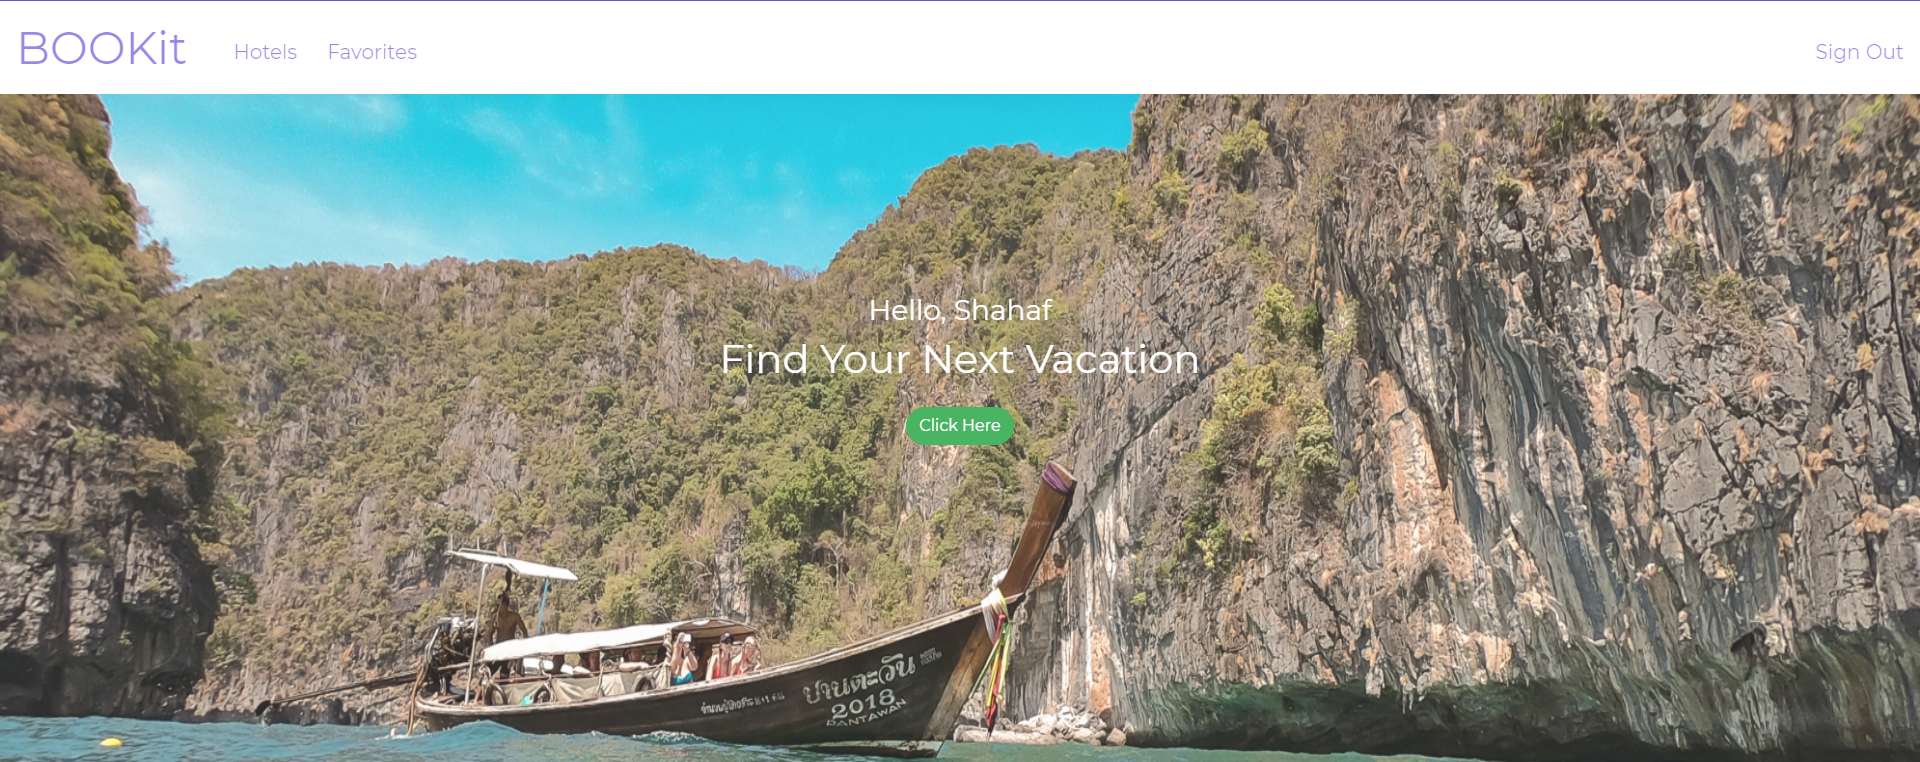 BOOKit
Hotels
Favorites
Sign Out
Hello, Shahaf
Find Your Next Vacation
Click Here
ปานตะวัน
2018
PANTAWAN